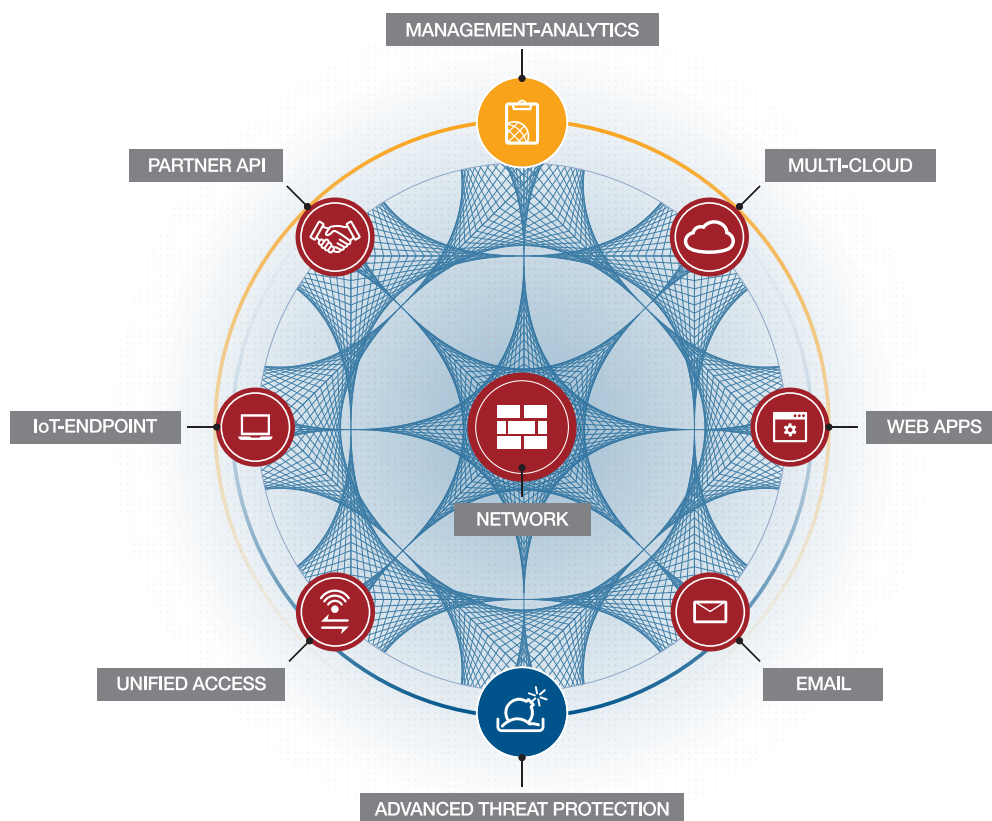 MANAGEMENT-ANALYTICS
PARTNER API
MULTI-CLOUD
IoT-ENDPOINT
WEB APPS
NETWORK
UNIFIED ACCESS
EMAIL
ADVANCED THREAT PROTECTION